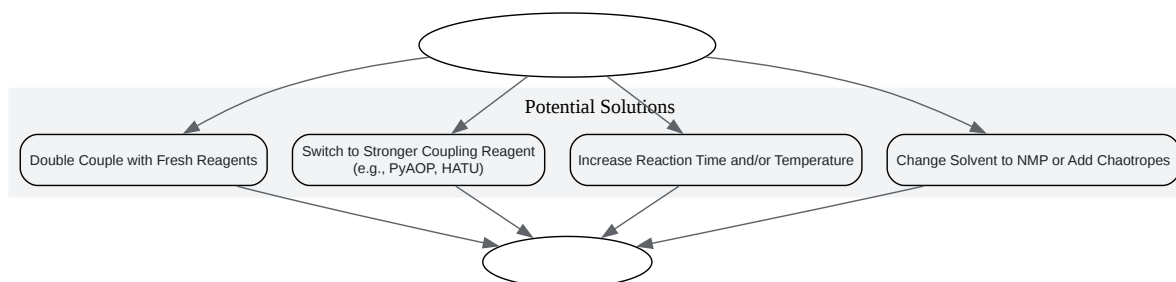 Potential Solutions
Double Couple with Fresh Reagents
Switch to Stronger Coupling Reagent
(e.g., PyAOP, HATU)
Increase Reaction Time and/or Temperature
Change Solvent to NMP or Add Chaotropes